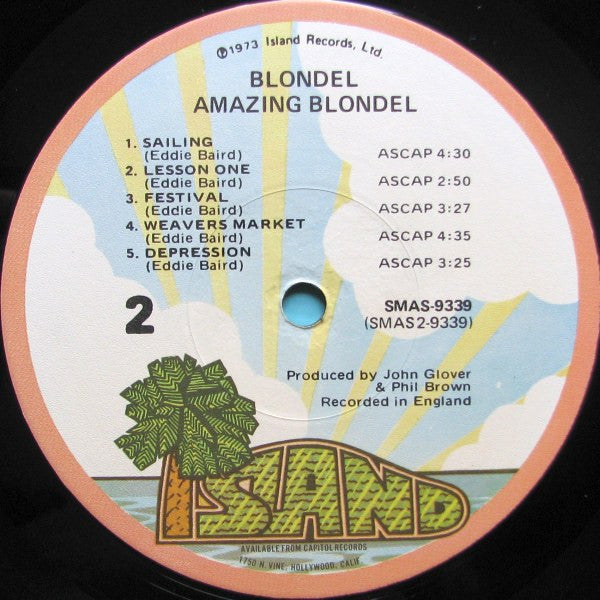 ℗1973 Island Records, Ltd.
BLONDEL
AMAZING BLONDEL
1. SAILING
(Eddie Baird) ASCAP 4:30
2. LESSON ONE
(Eddie Baird) ASCAP 2:50
3. FESTIVAL
(Eddie Baird) ASCAP 3:27
4. WEAVERS MARKET
(Eddie Baird) ASCAP 4:35
5. DEPRESSION
(Eddie Baird) ASCAP 3:25
2
SMAS-9339
(SMAS2-9339)
Produced by John Glover
& Phil Brown
Recorded in England
ISLAND
AVAILABLE FROM CAPITOL RECORDS
1750 N. VINE, HOLLYWOOD, CALIF